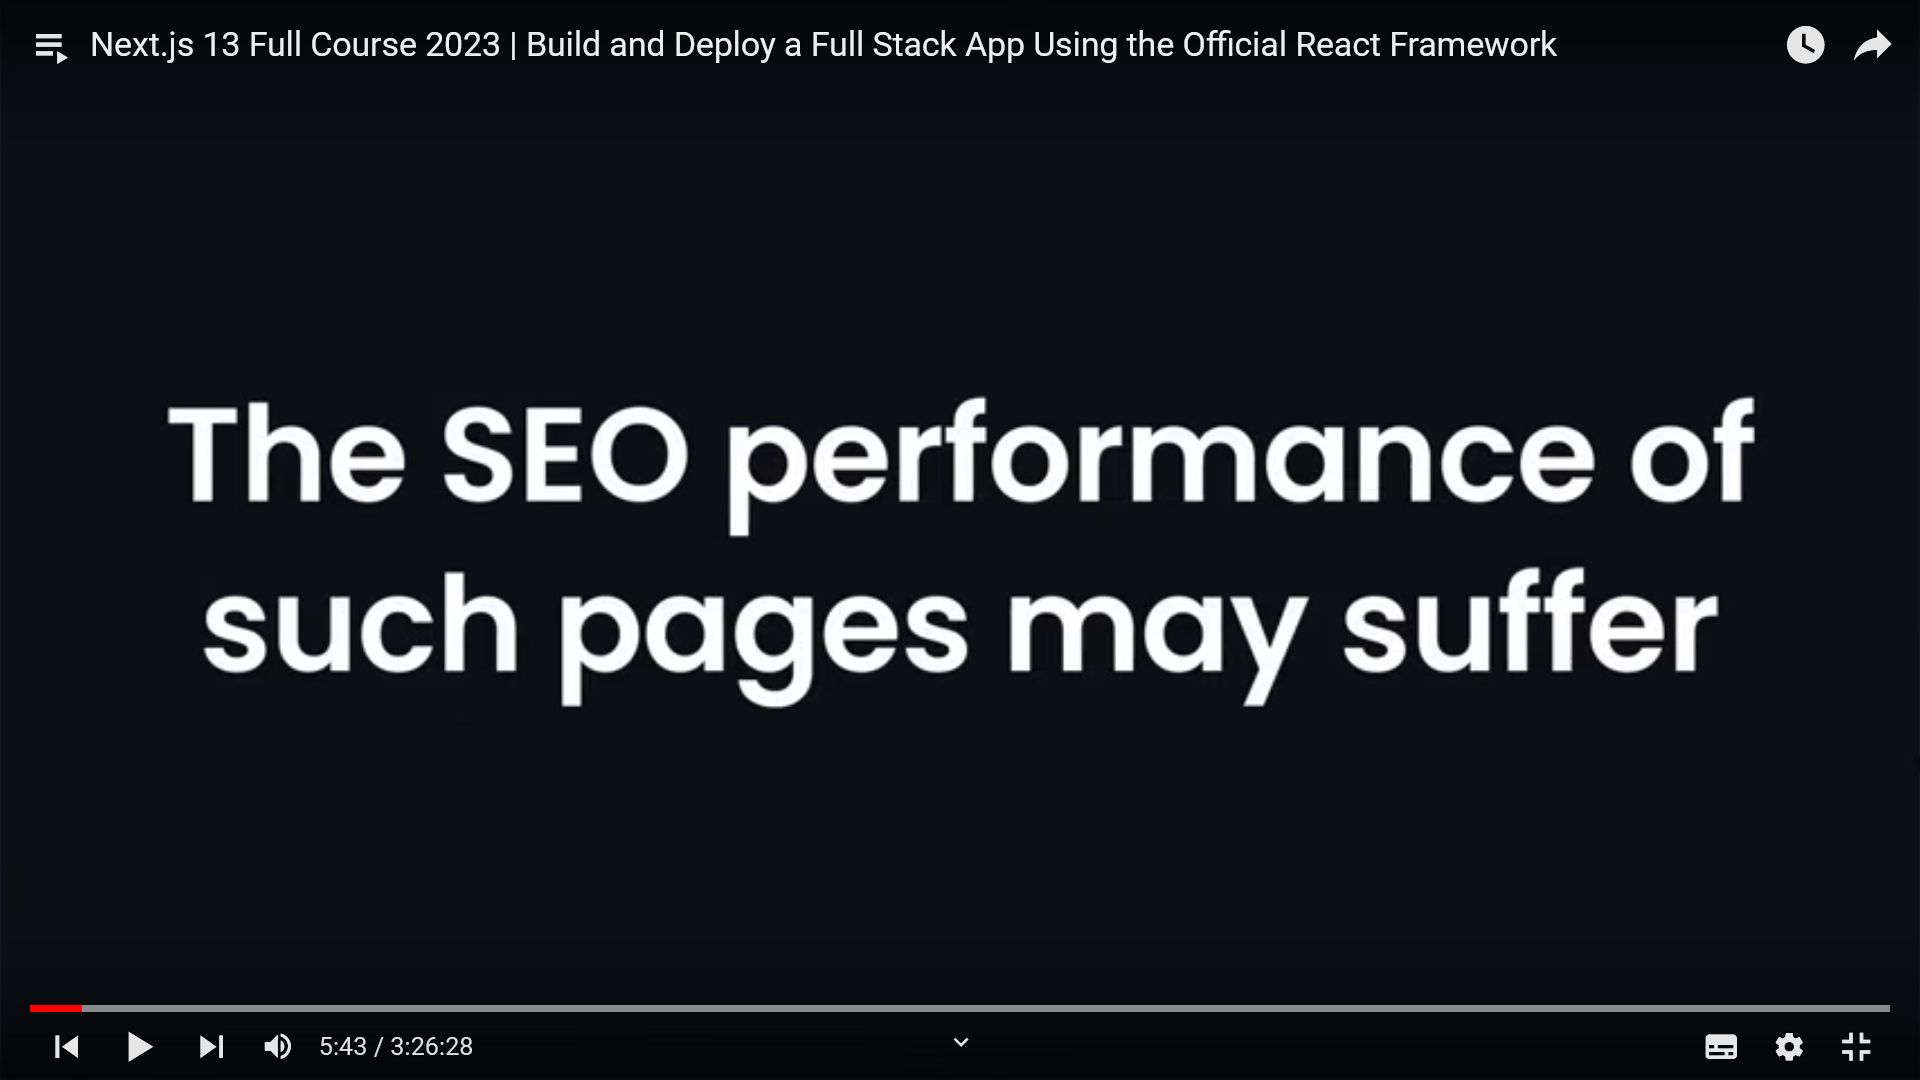 Next.js 13 Full Course 2023 | Build and Deploy a Full Stack App Using the Official React Framework
The SEO performance of
such pages may suffer
5:43 / 3:26:28